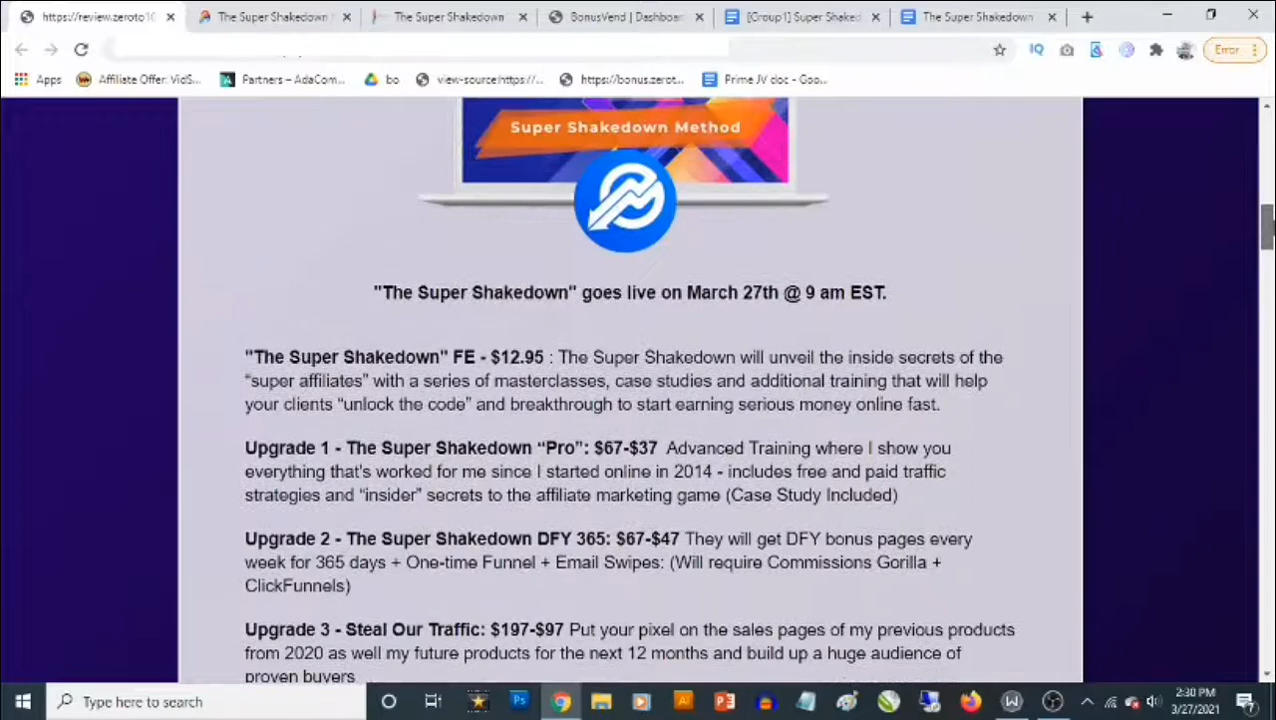 https://review.zeroto10
The Super Shakedown
The Super Shakedown
BonusVend | Dashboar
[Group1] Super Shaked
The Super Shakedown
Error
Apps
Affiliate Offer: VidS...
Partners – AdaCom...
bo
view-source:https://...
https://bonus.zerot...
Prime JV doc - Goo...
Super Shakedown Method
"The Super Shakedown" goes live on March 27th @ 9 am EST.
"The Super Shakedown" FE - $12.95 : The Super Shakedown will unveil the inside secrets of the
“super affiliates” with a series of masterclasses, case studies and additional training that will help
your clients “unlock the code” and breakthrough to start earning serious money online fast.
Upgrade 1 - The Super Shakedown “Pro”: $67-$37 Advanced Training where I show you
everything that's worked for me since I started online in 2014 - includes free and paid traffic
strategies and “insider” secrets to the affiliate marketing game (Case Study Included)
Upgrade 2 - The Super Shakedown DFY 365: $67-$47 They will get DFY bonus pages every
week for 365 days + One-time Funnel + Email Swipes: (Will require Commissions Gorilla +
ClickFunnels)
Upgrade 3 - Steal Our Traffic: $197-$97 Put your pixel on the sales pages of my previous products
from 2020 as well my future products for the next 12 months and build up a huge audience of
proven buyers
Type here to search
2:30 PM
3/27/2021